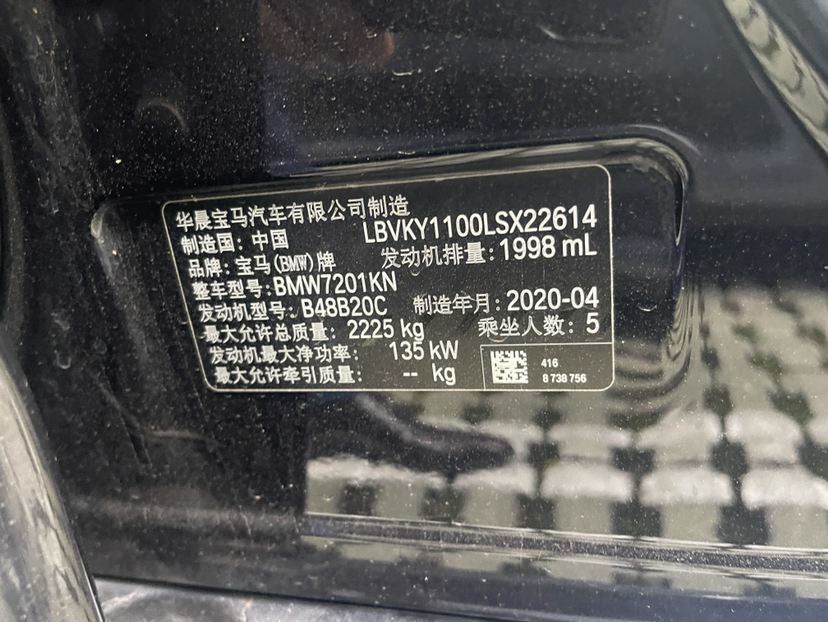 华晨宝马汽车有限公司制造
制造国: 中国 LBVKY1100LSX22614
品牌: 宝马(BMW)牌 发动机排量: 1998 mL
整车型号: BMW7201KN
发动机型号: B48B20C 制造年月: 2020-04
最大允许总质量: 2225 kg 乘坐人数: 5
发动机最大净功率: 135 kW
最大允许牵引质量: -- kg
416
8 738 756